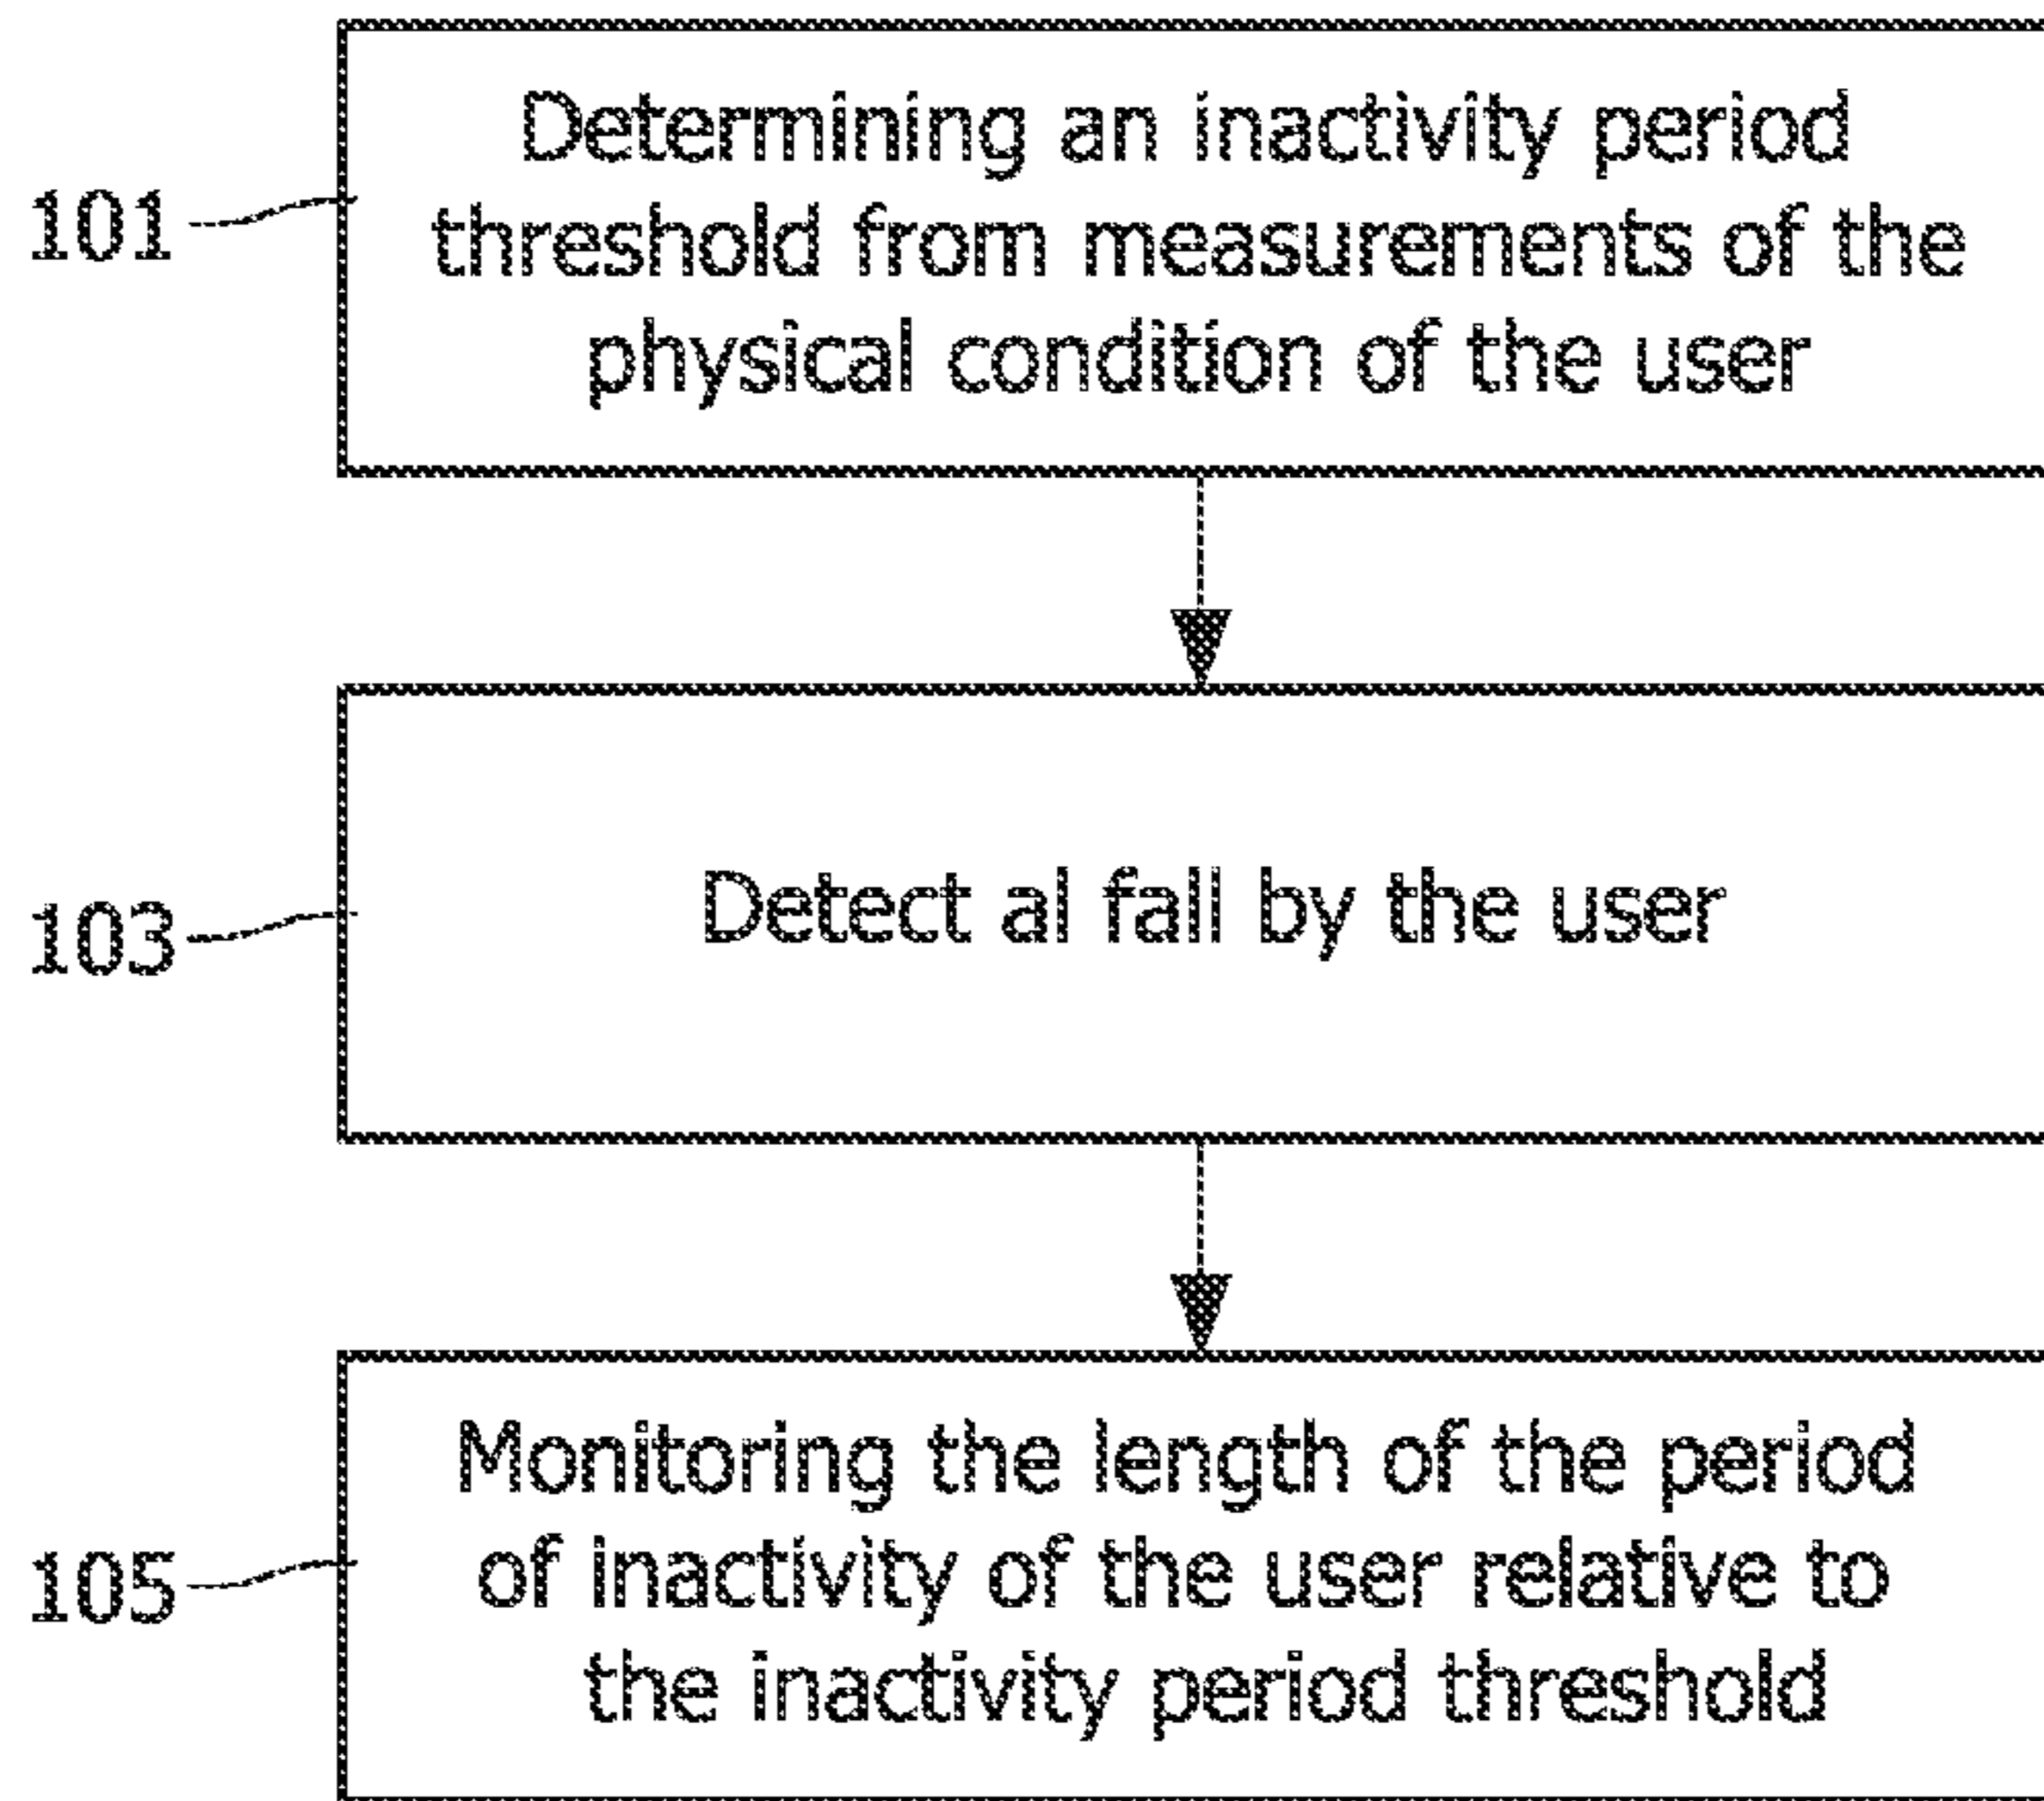 Determining an inactivity period
101
threshold from measurements of the
physical condition of the user
103
Detect al fall by the user
Monitoring the length of the period
105
of inactivity of the user relative to
the inactivity period threshold